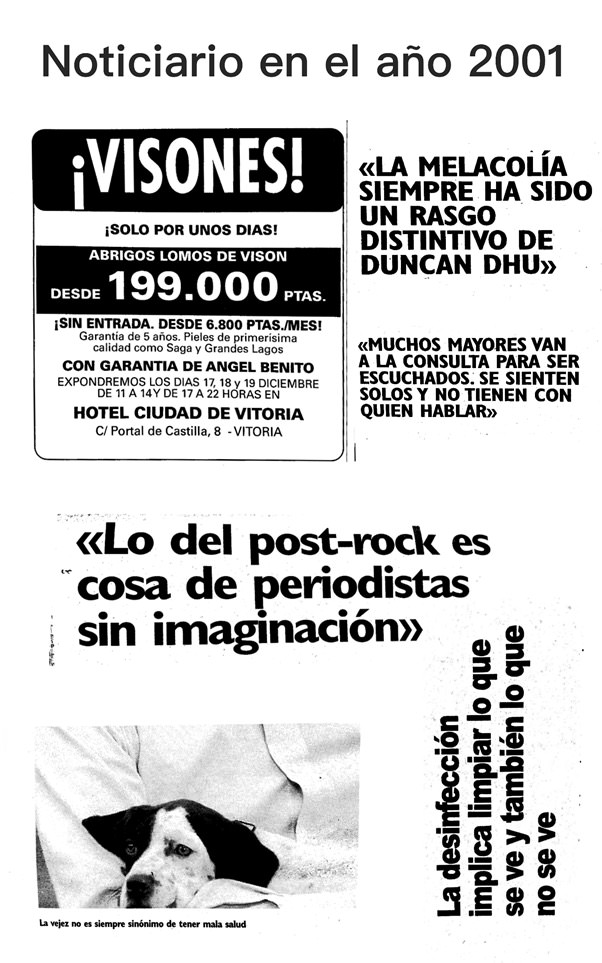 Noticiario en el año 2001
¡VISONES!
¡SOLO POR UNOS DIAS!
ABRIGOS LOMOS DE VISON
DESDE 199.000 PTAS.
¡SIN ENTRADA. DESDE 6.800 PTAS./MES!
Garantía de 5 años. Pieles de primerísima
calidad como Saga y Grandes Lagos
CON GARANTIA DE ANGEL BENITO
EXPONDREMOS LOS DIAS 17, 18 y 19 DICIEMBRE
DE 11 A 14 Y DE 17 A 22 HORAS EN
HOTEL CIUDAD DE VITORIA
C/ Portal de Castilla, 8 - VITORIA
«LA MELACOLÍA
SIEMPRE HA SIDO
UN RASGO
DISTINTIVO DE
DUNCAN DHU»
«MUCHOS MAYORES VAN
A LA CONSULTA PARA SER
ESCUCHADOS. SE SIENTEN
SOLOS Y NO TIENEN CON
QUIEN HABLAR»
«Lo del post-rock es
cosa de periodistas
sin imaginación»
La desinfección
implica limpiar lo que
se ve y también lo que
no se ve
La vejez no es siempre sinónimo de tener mala salud